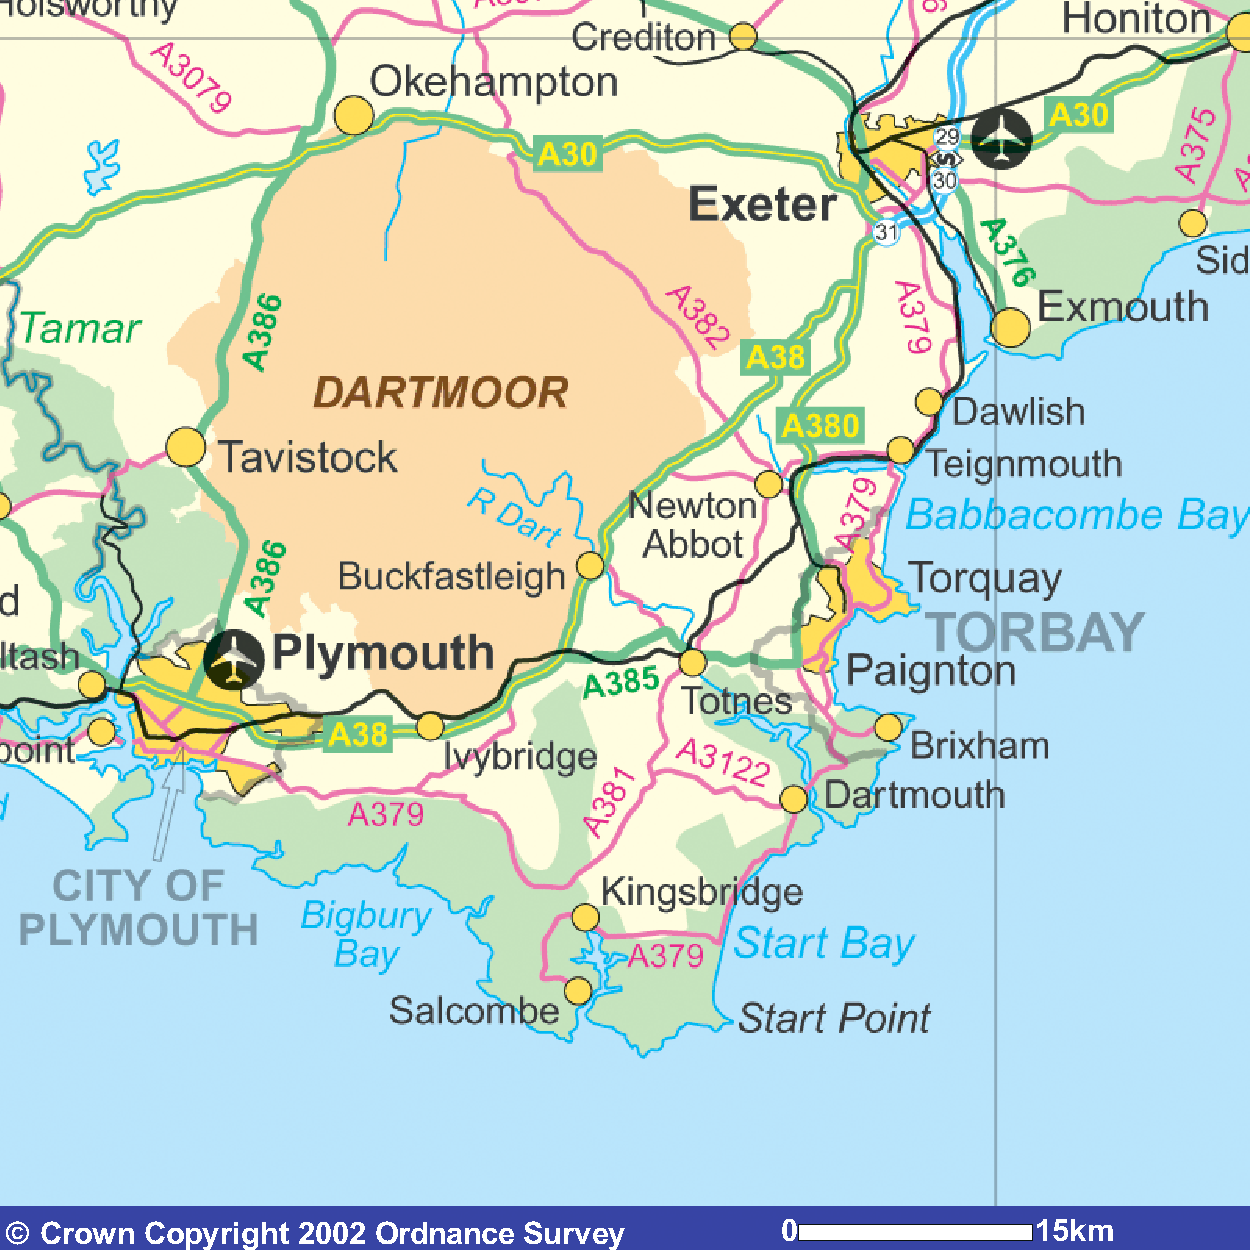 Holsworthy
Crediton
Honiton
A3079
Okehampton
A30
A30
29
30
31
A375
Exeter
A376
Sid
Tamar
A386
A382
A38
A379
Exmouth
DARTMOOR
A380
Dawlish
Tavistock
Teignmouth
R Dart
Newton
Abbot
A379
Babbacombe Bay
A386
Buckfastleigh
Torquay
TORBAY
d
ltash
Plymouth
A385
Totnes
Paignton
point
A38
Ivybridge
A3122
Brixham
A379
A381
Dartmouth
CITY OF
PLYMOUTH
Bigbury
Bay
Kingsbridge
A379
Start Bay
Salcombe
Start Point
© Crown Copyright 2002 Ordnance Survey
0 15km